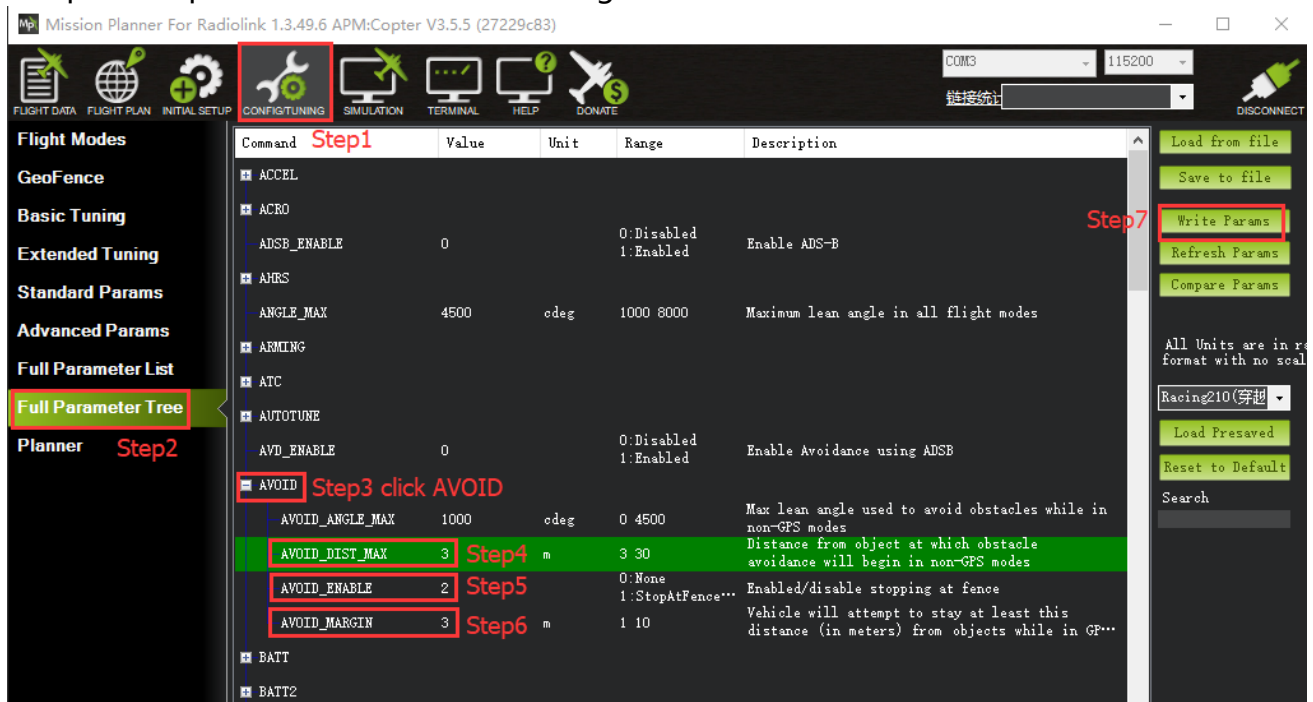 Mission Planner For Radiolink 1.3.49.6 APM:Copter V3.5.5 (27229c83)
FLIGHT DATA FLIGHT PLAN INITIAL SETUP CONFIG/TUNING SIMULATION TERMINAL HELP DONATE
COM3 115200
链接统计
DISCONNECT
Flight Modes
GeoFence
Basic Tuning
Extended Tuning
Standard Params
Advanced Params
Full Parameter List
Full Parameter Tree
Planner Step2
Command Step1 Value Unit Range Description
ACCEL
ACRO
ADSB_ENABLE 0 0:Disabled
1:Enabled Enable ADS-B
AHRS
ANGLE_MAX 4500 cdeg 1000 8000 Maximum lean angle in all flight modes
ARMING
ATC
AUTOTUNE
AVD_ENABLE 0 0:Disabled
1:Enabled Enable Avoidance using ADSB
AVOID Step3 click AVOID
AVOID_ANGLE_MAX 1000 cdeg 0 4500 Max lean angle used to avoid obstacles while in
non-GPS modes
AVOID_DIST_MAX 3 Step4 m 3 30 Distance from object at which obstacle
avoidance will begin in non-GPS modes
AVOID_ENABLE 2 Step5 0:None
1:StopAtFence… Enabled/disable stopping at fence
AVOID_MARGIN 3 Step6 m 1 10 Vehicle will attempt to stay at least this
distance (in meters) from objects while in GP…
BATT
BATT2
Load from file
Save to file
Step7 Write Params
Refresh Params
Compare Params
All Units are in
format with no scal
Racing210(穿越
Load Presaved
Reset to Default
Search